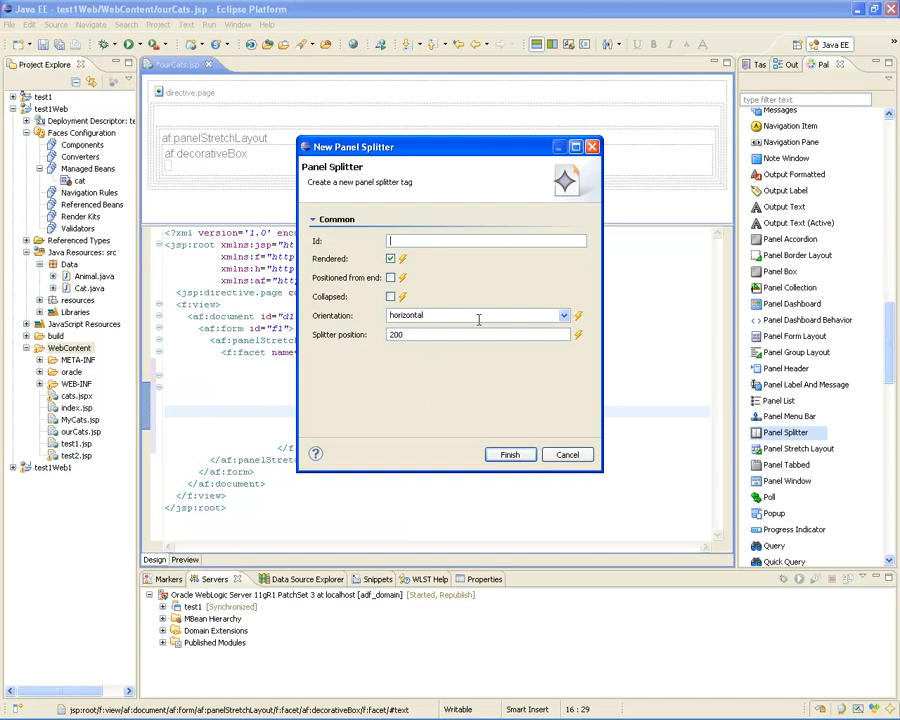 Java EE - test1Web/WebContent/ourCats.jsp - Eclipse Platform
File Edit Source Navigate Search Project Text Run Window Help
Java EE
Project Explore
*ourCats.jsp
Tas Out Pal
type filter text
test1
test1Web
Deployment Descriptor: te
Faces Configuration
Components
Converters
Managed Beans
cat
Navigation Rules
Referenced Beans
Render Kits
Validators
Referenced Types
Java Resources: src
Data
Animal.java
Cat.java
resources
Libraries
JavaScript Resources
build
WebContent
META-INF
oracle
WEB-INF
cats.jspx
index.jsp
MyCats.jsp
ourCats.jsp
test1.jsp
test2.jsp
test1Web1
directive.page
af:panelStretchLayout
af:decorativeBox
<?xml version='1.0' enc
<jsp:root xmlns:jsp="ht
xmlns:f="http
xmlns:h="http
xmlns:af="htt
<jsp:directive.page co
<f:view>
<af:document id="d1
<af:form id="f1">
<af:panelStretc
<f:facet name
</f
</af:panelStretc
</af:form>
</af:document>
</f:view>
</jsp:root>
Design Preview
New Panel Splitter
Panel Splitter
Create a new panel splitter tag
Common
Id:
Rendered:
Positioned from end:
Collapsed:
Orientation: horizontal
Splitter position: 200
Finish Cancel
Messages
Navigation Item
Navigation Pane
Note Window
Output Formatted
Output Label
Output Text
Output Text (Active)
Panel Accordion
Panel Border Layout
Panel Box
Panel Collection
Panel Dashboard
Panel Dashboard Behavior
Panel Form Layout
Panel Group Layout
Panel Header
Panel Label And Message
Panel List
Panel Menu Bar
Panel Splitter
Panel Stretch Layout
Panel Tabbed
Panel Window
Poll
Popup
Progress Indicator
Query
Quick Query
Markers Servers Data Source Explorer Snippets WLST Help Properties
Oracle WebLogic Server 11gR1 PatchSet 3 at localhost [adf_domain] [Started, Republish]
test1 [Synchronized]
MBean Hierarchy
Domain Extensions
Published Modules
jsp:root/f:view/af:document/af:form/af:panelStretchLayout/f:facet/af:decorativeBox/f:facet/#text Writable Smart Insert 16 : 29